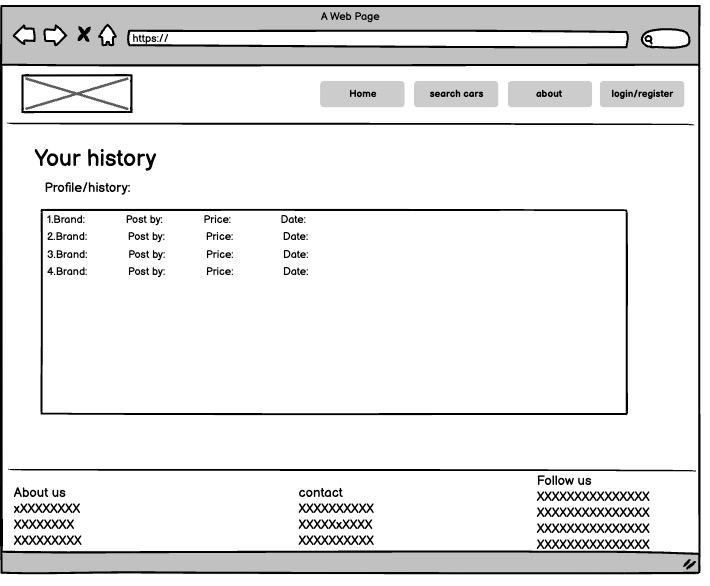 A Web Page
https://
Home search cars about login/register
Your history
Profile/history:
1.Brand: Post by: Price: Date:
2.Brand: Post by: Price: Date:
3.Brand: Post by: Price: Date:
4.Brand: Post by: Price: Date:
About us
xXXXXXXXX
XXXXXXXX
XXXXXXXXX
contact
XXXXXXXXXX
XXXXXxXXXX
XXXXXXXXXX
Follow us
XXXXXXXXXXXXXXX
XXXXXXXXXXXXXXX
XXXXXXXXXXXXXXX
XXXXXXXXXXXXXXX